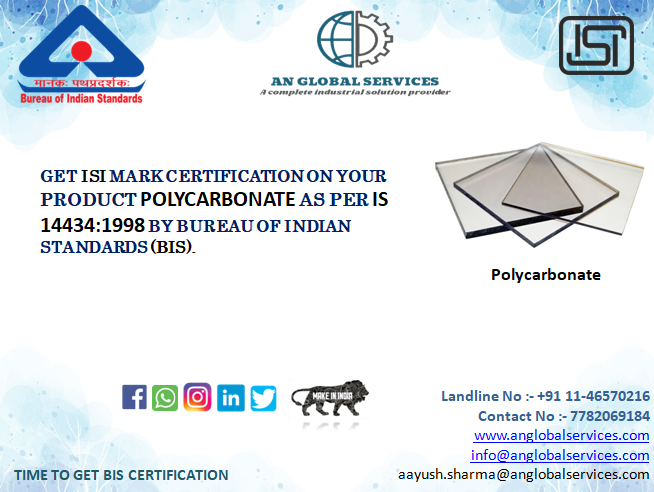 मानकः पथप्रदर्शकः
Bureau of Indian Standards
AN GLOBAL SERVICES
A complete industrial solution provider
ISI
GET ISI MARK CERTIFICATION ON YOUR
PRODUCT POLYCARBONATE AS PER IS
14434:1998 BY BUREAU OF INDIAN
STANDARDS (BIS).
Polycarbonate
MAKE IN INDIA
Landline No :- +91 11-46570216
Contact No :- 7782069184
www.anglobalservices.com
info@anglobalservices.com
aayush.sharma@anglobalservices.com
TIME TO GET BIS CERTIFICATION